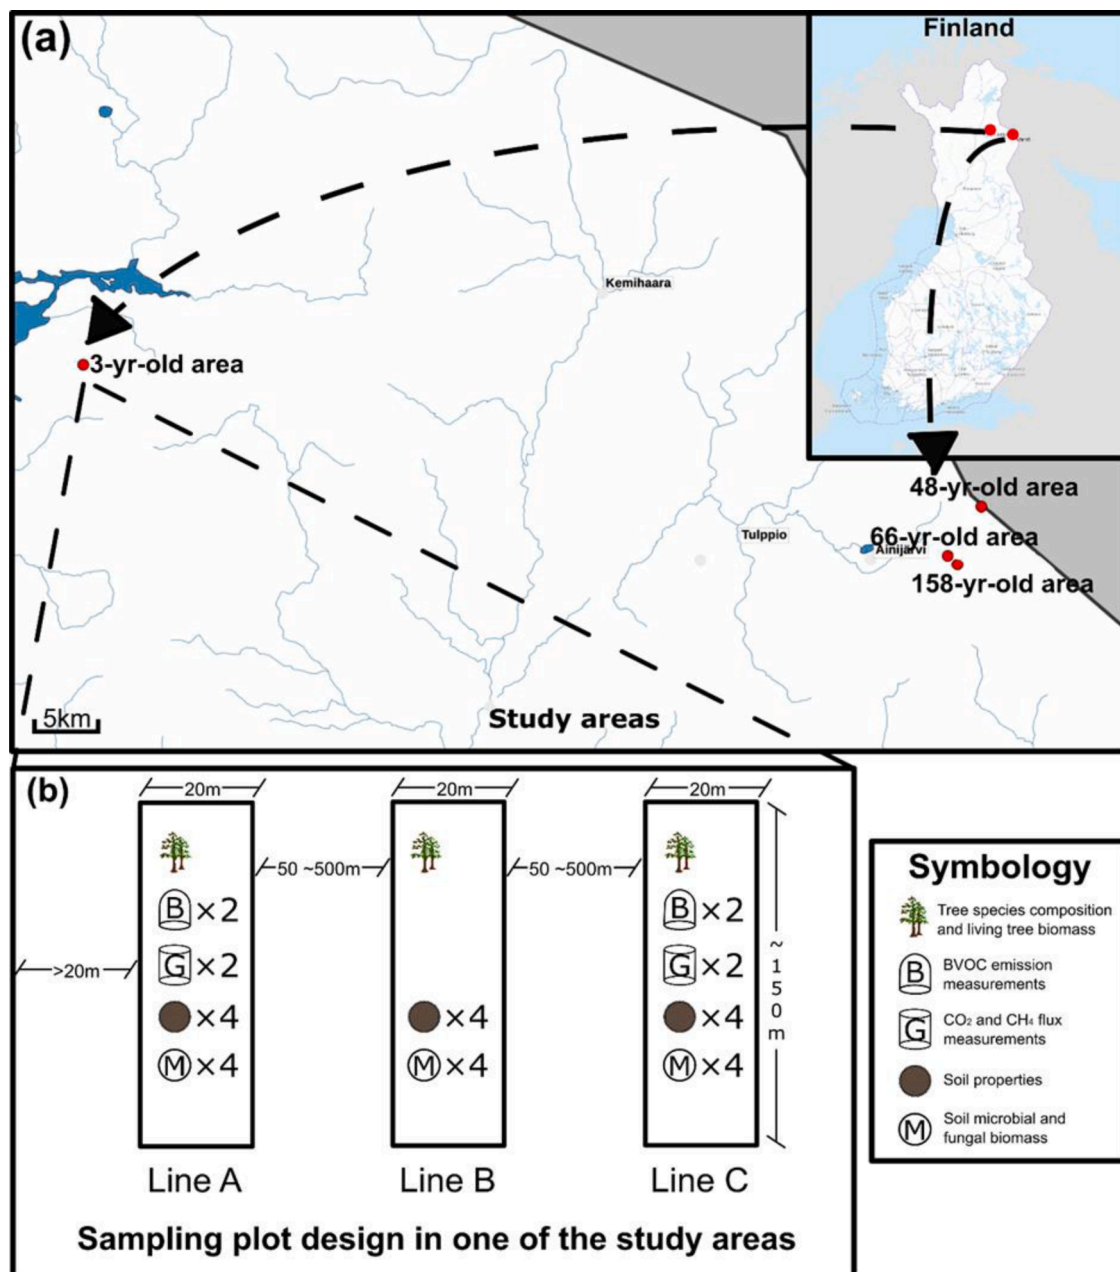 (a)
Finland
Kemihaara
3-yr-old area
48-yr-old area
Tulppio
66-yr-old area
Ainijärvi
158-yr-old area
5km
Study areas
(b)
20m
20m
20m
50 ~500m
50 ~500m
B ×2
B ×2
>20m
G ×2
G ×2
~150m
×4
×4
×4
M ×4
M ×4
M ×4
Line A
Line B
Line C
Sampling plot design in one of the study areas
Symbology
Tree species composition
and living tree biomass
B
BVOC emission
measurements
G
CO₂ and CH₄ flux
measurements
Soil properties
M
Soil microbial and
fungal biomass